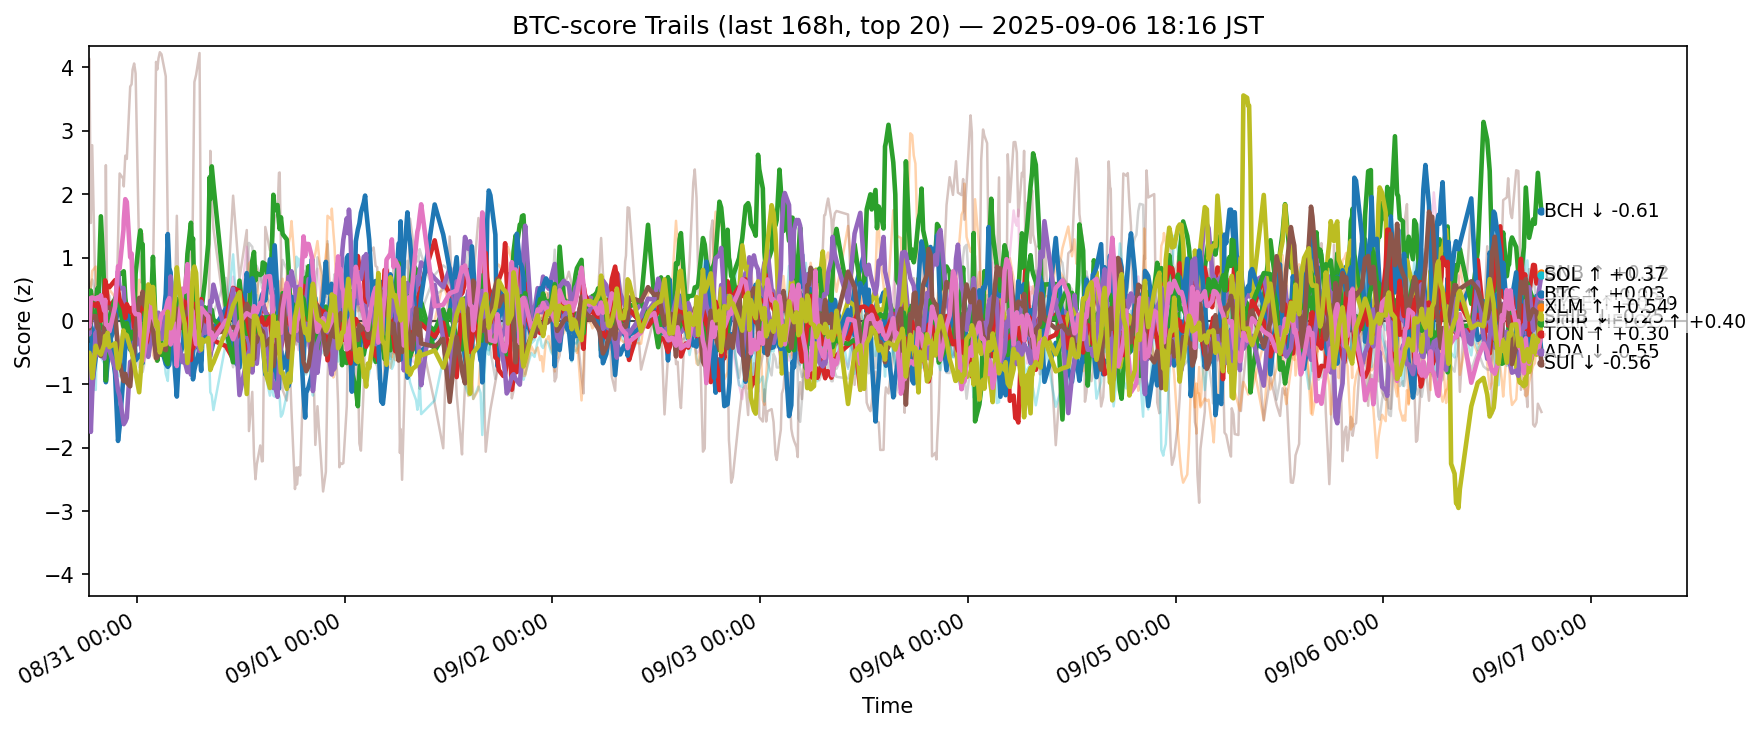 BTC-score Trails (last 168h, top 20) — 2025-09-06 18:16 JST
Score (z)
4
3
2
1
0
−1
−2
−3
−4
BCH ↓ -0.61
SOL ↑ +0.37
BTC ↑ +0.03
XLM ↑ +0.54
↑ +0.40
TON ↑ +0.30
ADA ↓ -0.55
SUI ↓ -0.56
08/31 00:00
09/01 00:00
09/02 00:00
09/03 00:00
09/04 00:00
09/05 00:00
09/06 00:00
09/07 00:00
Time